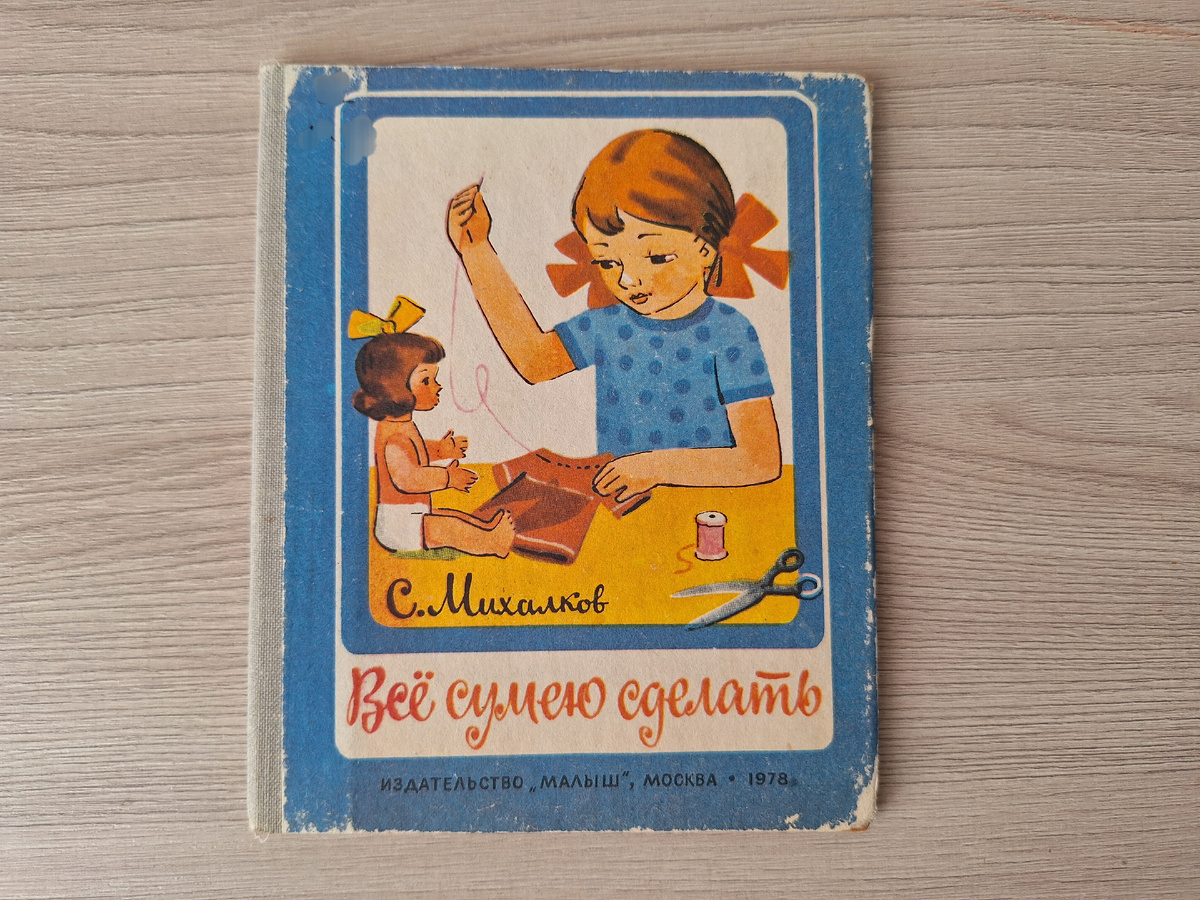 С. Михалков
Всё сумею сделать
ИЗДАТЕЛЬСТВО „МАЛЫШ“, МОСКВА • 1978